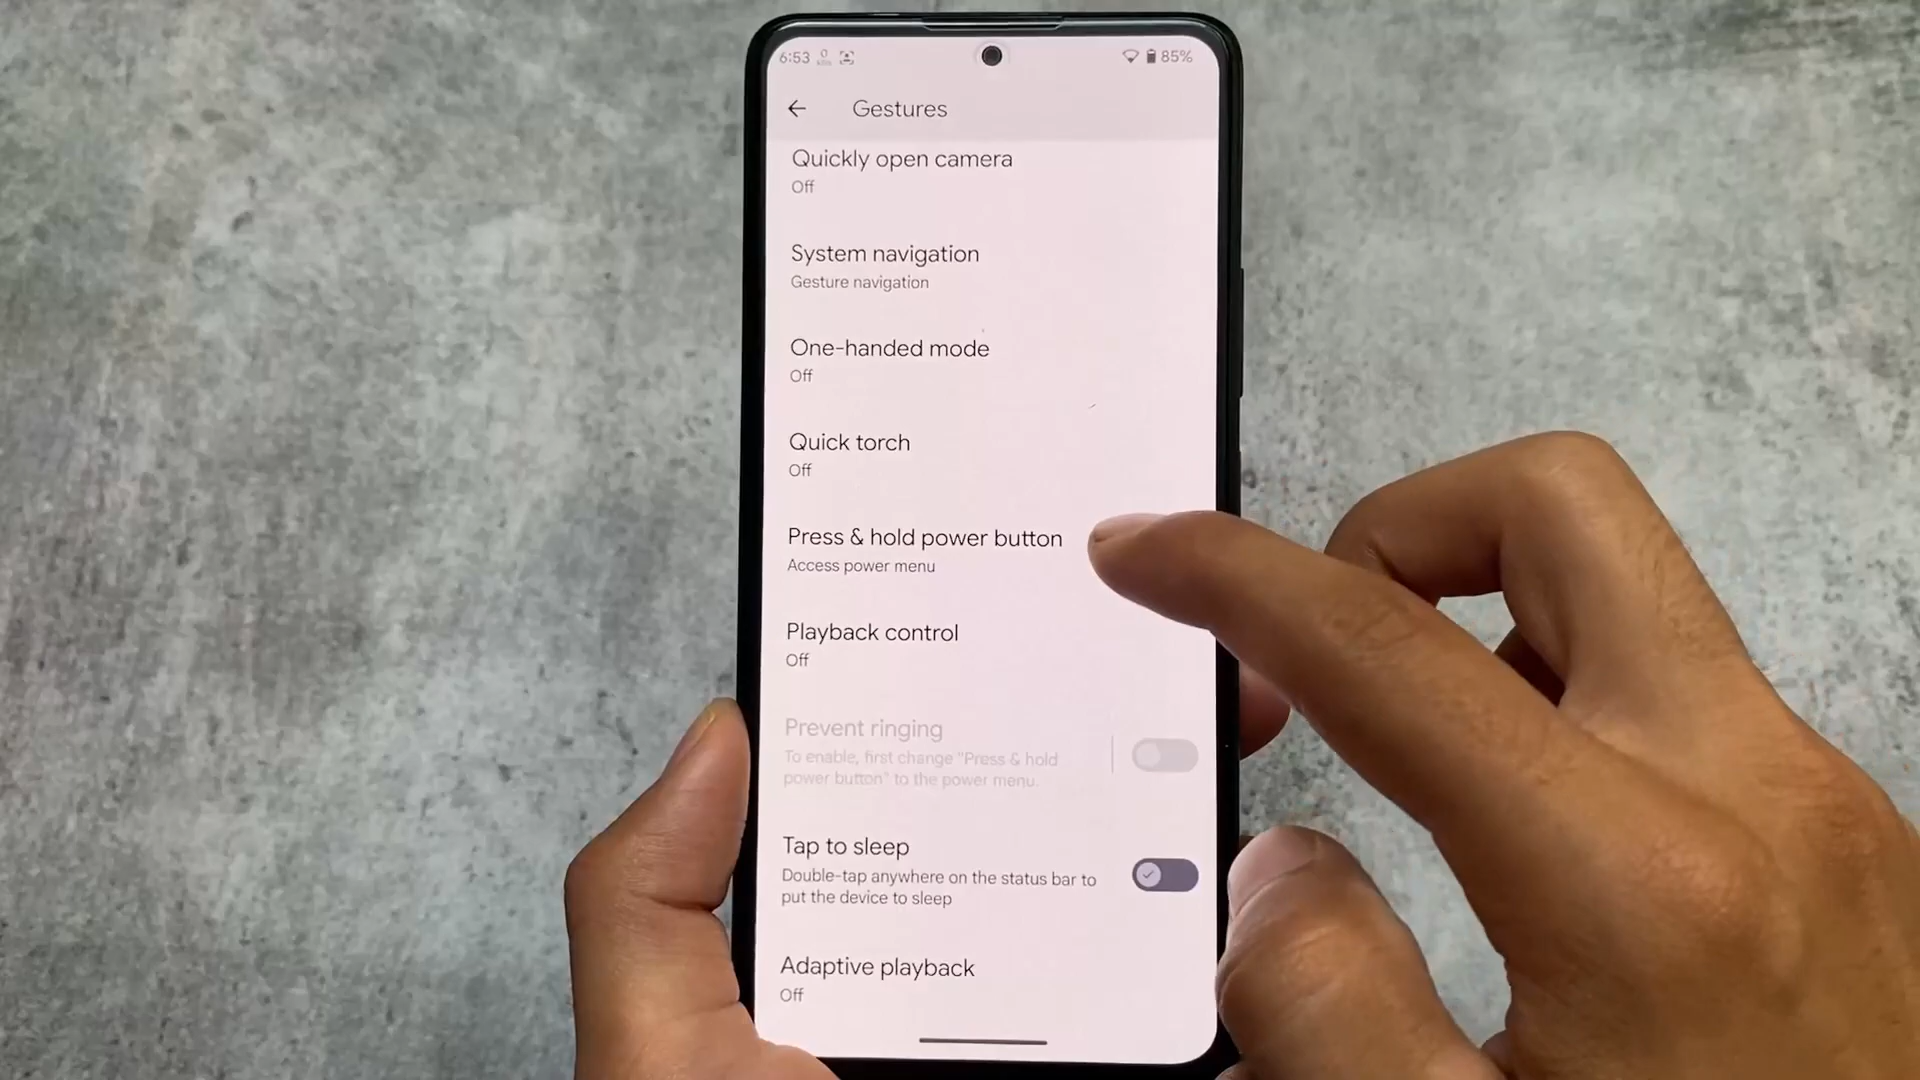 6:53
0
85%
Gestures
Quickly open camera
Off
System navigation
Gesture navigation
One-handed mode
Off
Quick torch
Off
Press & hold power button
Access power menu
Playback control
Off
Prevent ringing
To enable, first change "Press & hold
power button" to the power menu.
Tap to sleep
Double-tap anywhere on the status bar to
put the device to sleep
Adaptive playback
Off